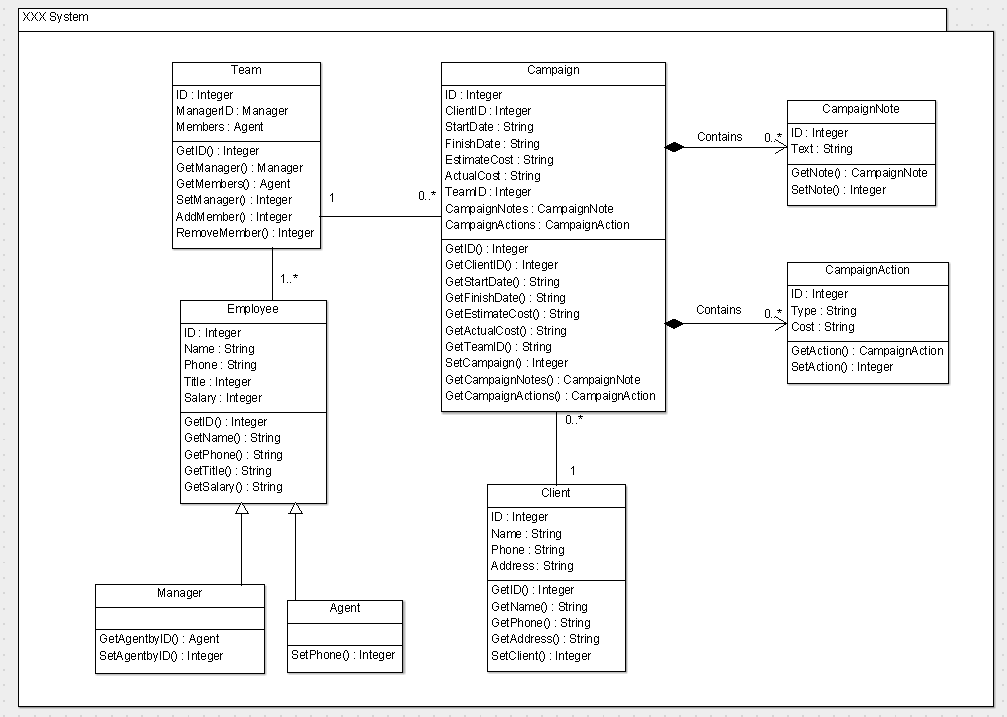 XXX System
Team
ID : Integer
ManagerID : Manager
Members : Agent
GetID() : Integer
GetManager() : Manager
GetMembers() : Agent
SetManager() : Integer
AddMember() : Integer
RemoveMember() : Integer
1
0..*
1..*
Employee
ID : Integer
Name : String
Phone : String
Title : Integer
Salary : Integer
GetID() : Integer
GetName() : String
GetPhone() : String
GetTitle() : String
GetSalary() : String
Manager
GetAgentbyID() : Agent
SetAgentbyID() : Integer
Agent
SetPhone() : Integer
Campaign
ID : Integer
ClientID : Integer
StartDate : String
FinishDate : String
EstimateCost : String
ActualCost : String
TeamID : Integer
CampaignNotes : CampaignNote
CampaignActions : CampaignAction
GetID() : Integer
GetClientID() : Integer
GetStartDate() : String
GetFinishDate() : String
GetEstimateCost() : String
GetActualCost() : String
GetTeamID() : String
SetCampaign() : Integer
GetCampaignNotes() : CampaignNote
GetCampaignActions() : CampaignAction
0..*
1
Client
ID : Integer
Name : String
Phone : String
Address : String
GetID() : Integer
GetName() : String
GetPhone() : String
GetAddress() : String
SetClient() : Integer
Contains
0..*
CampaignNote
ID : Integer
Text : String
GetNote() : CampaignNote
SetNote() : Integer
Contains
0..*
CampaignAction
ID : Integer
Type : String
Cost : String
GetAction() : CampaignAction
SetAction() : Integer